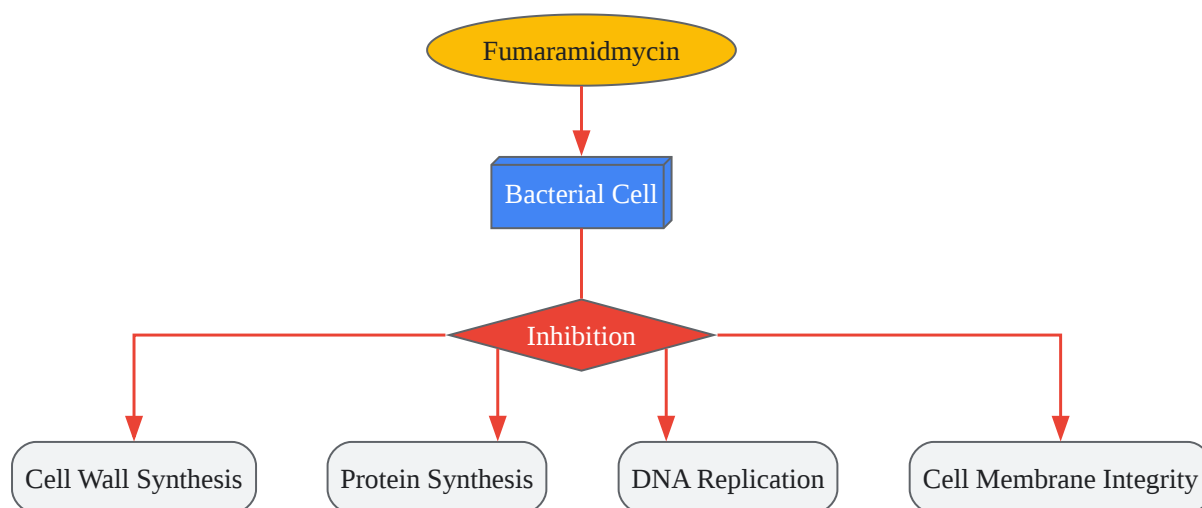 Fumaramidmycin
Bacterial Cell
Inhibition
Cell Wall Synthesis
Protein Synthesis
DNA Replication
Cell Membrane Integrity